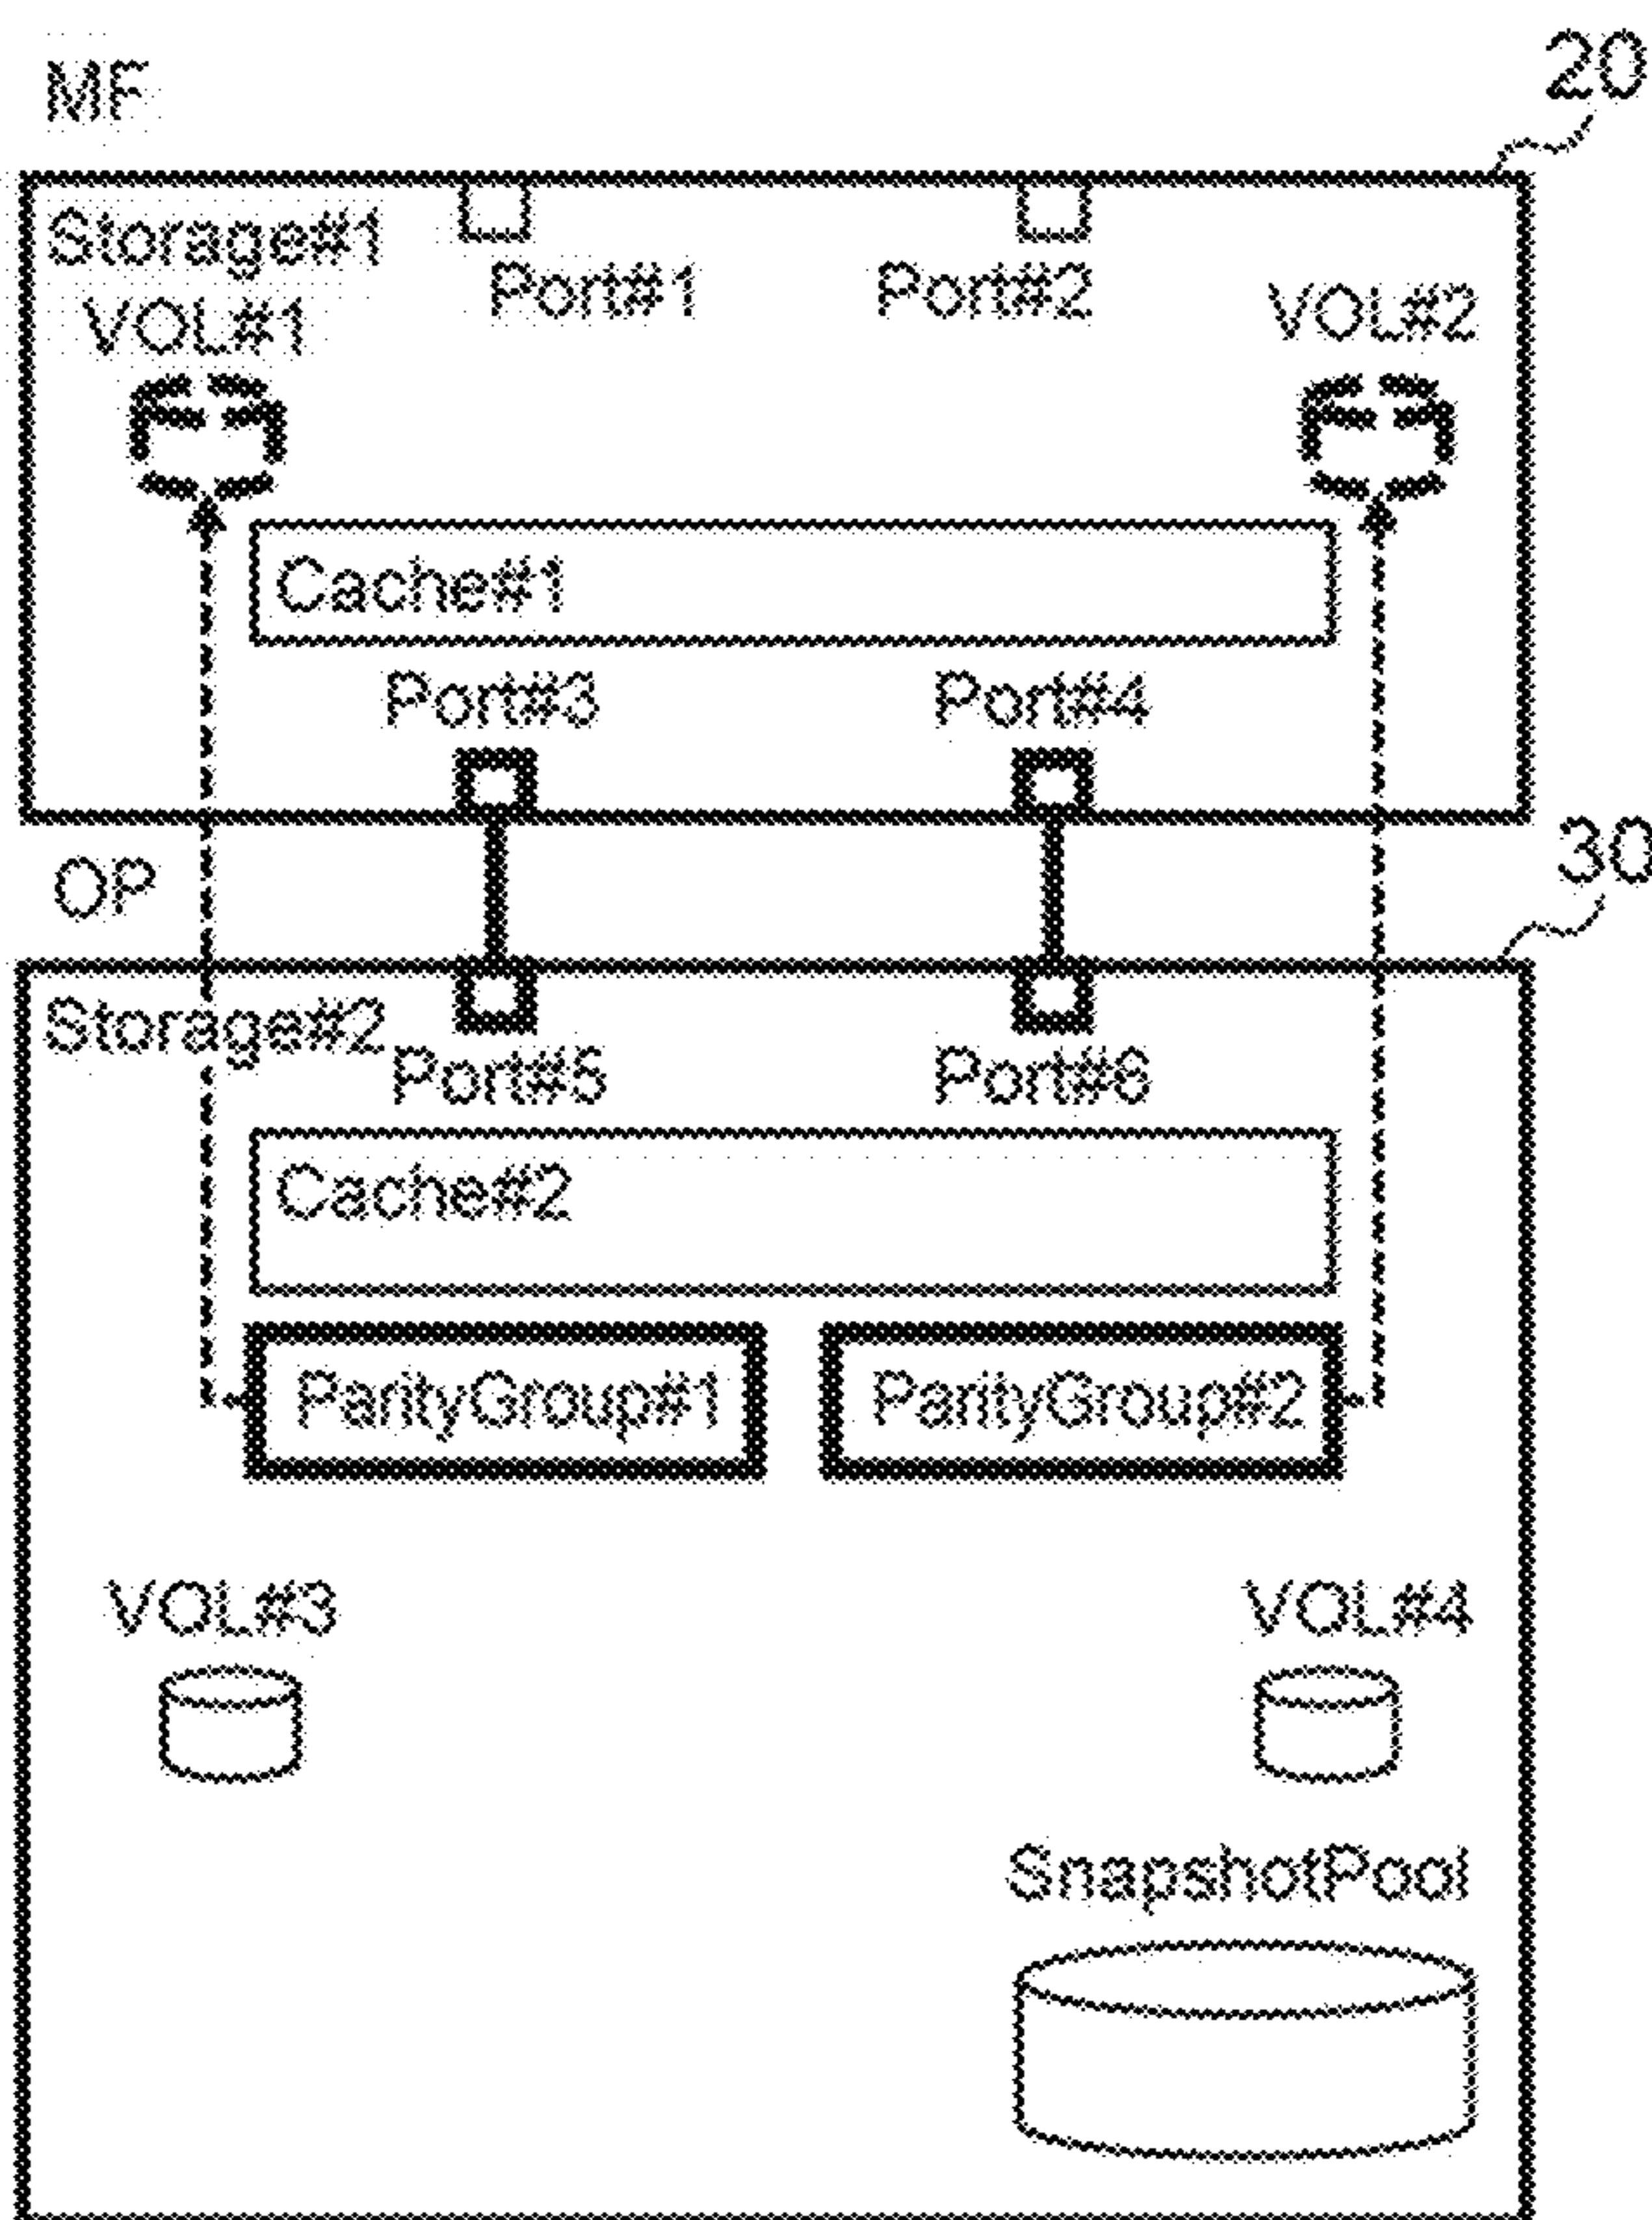 MF
20
Storage#1
Port#1
Port#2
VOL#1
VOL#2
Cache#1
Port#3
Port#4
OP
30
Storage#2
Port#5
Port#6
Cache#2
ParityGroup#1
ParityGroup#2
VOL#3
VOL#4
SnapshotPool